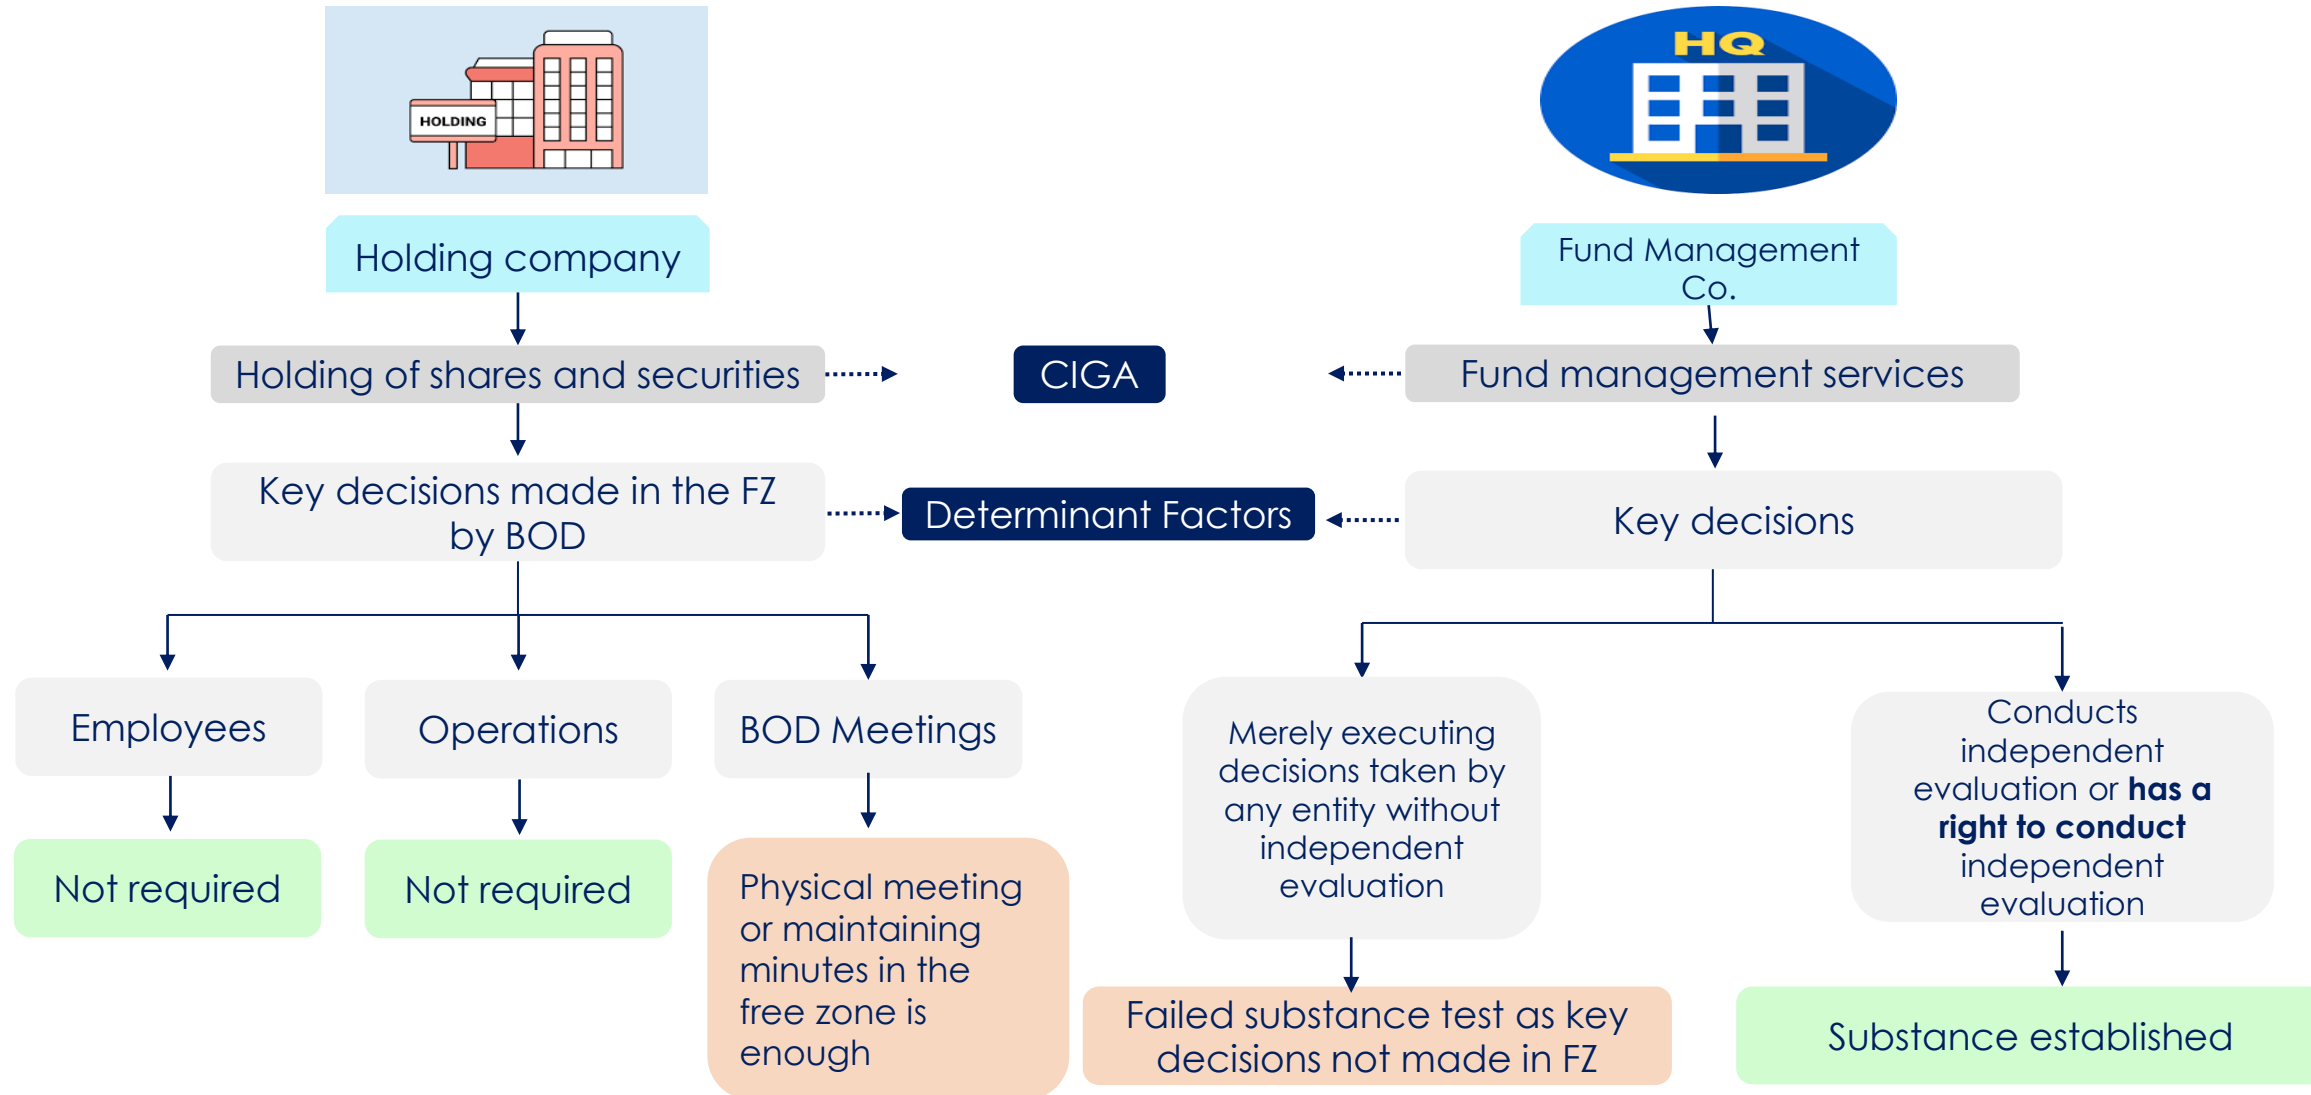 HOLDING
HQ
Holding company
Fund Management
Co.
Holding of shares and securities
CIGA
Fund management services
Key decisions made in the FZ
by BOD
Determinant Factors
Key decisions
Employees
Operations
BOD Meetings
Merely executing
decisions taken by
any entity without
independent
evaluation
Conducts
independent
evaluation or has a
right to conduct
independent
evaluation
Not required
Not required
Physical meeting
or maintaining
minutes in the
free zone is
enough
Failed substance test as key
decisions not made in FZ
Substance established